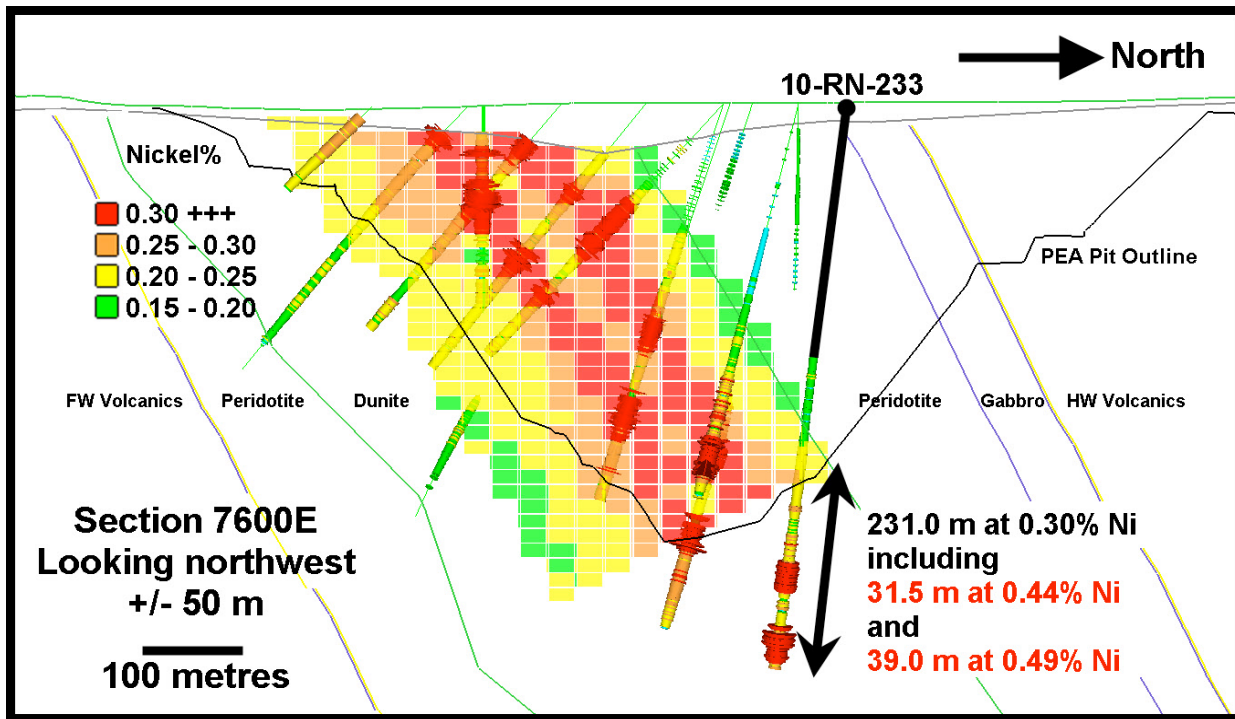 North
10-RN-233
Nickel%
0.30 +++
0.25 - 0.30
0.20 - 0.25
0.15 - 0.20
PEA Pit Outline
FW Volcanics
Peridotite
Dunite
Peridotite
Gabbro
HW Volcanics
Section 7600E
Looking northwest
+/- 50 m
100 metres
231.0 m at 0.30% Ni
including
31.5 m at 0.44% Ni
and
39.0 m at 0.49% Ni